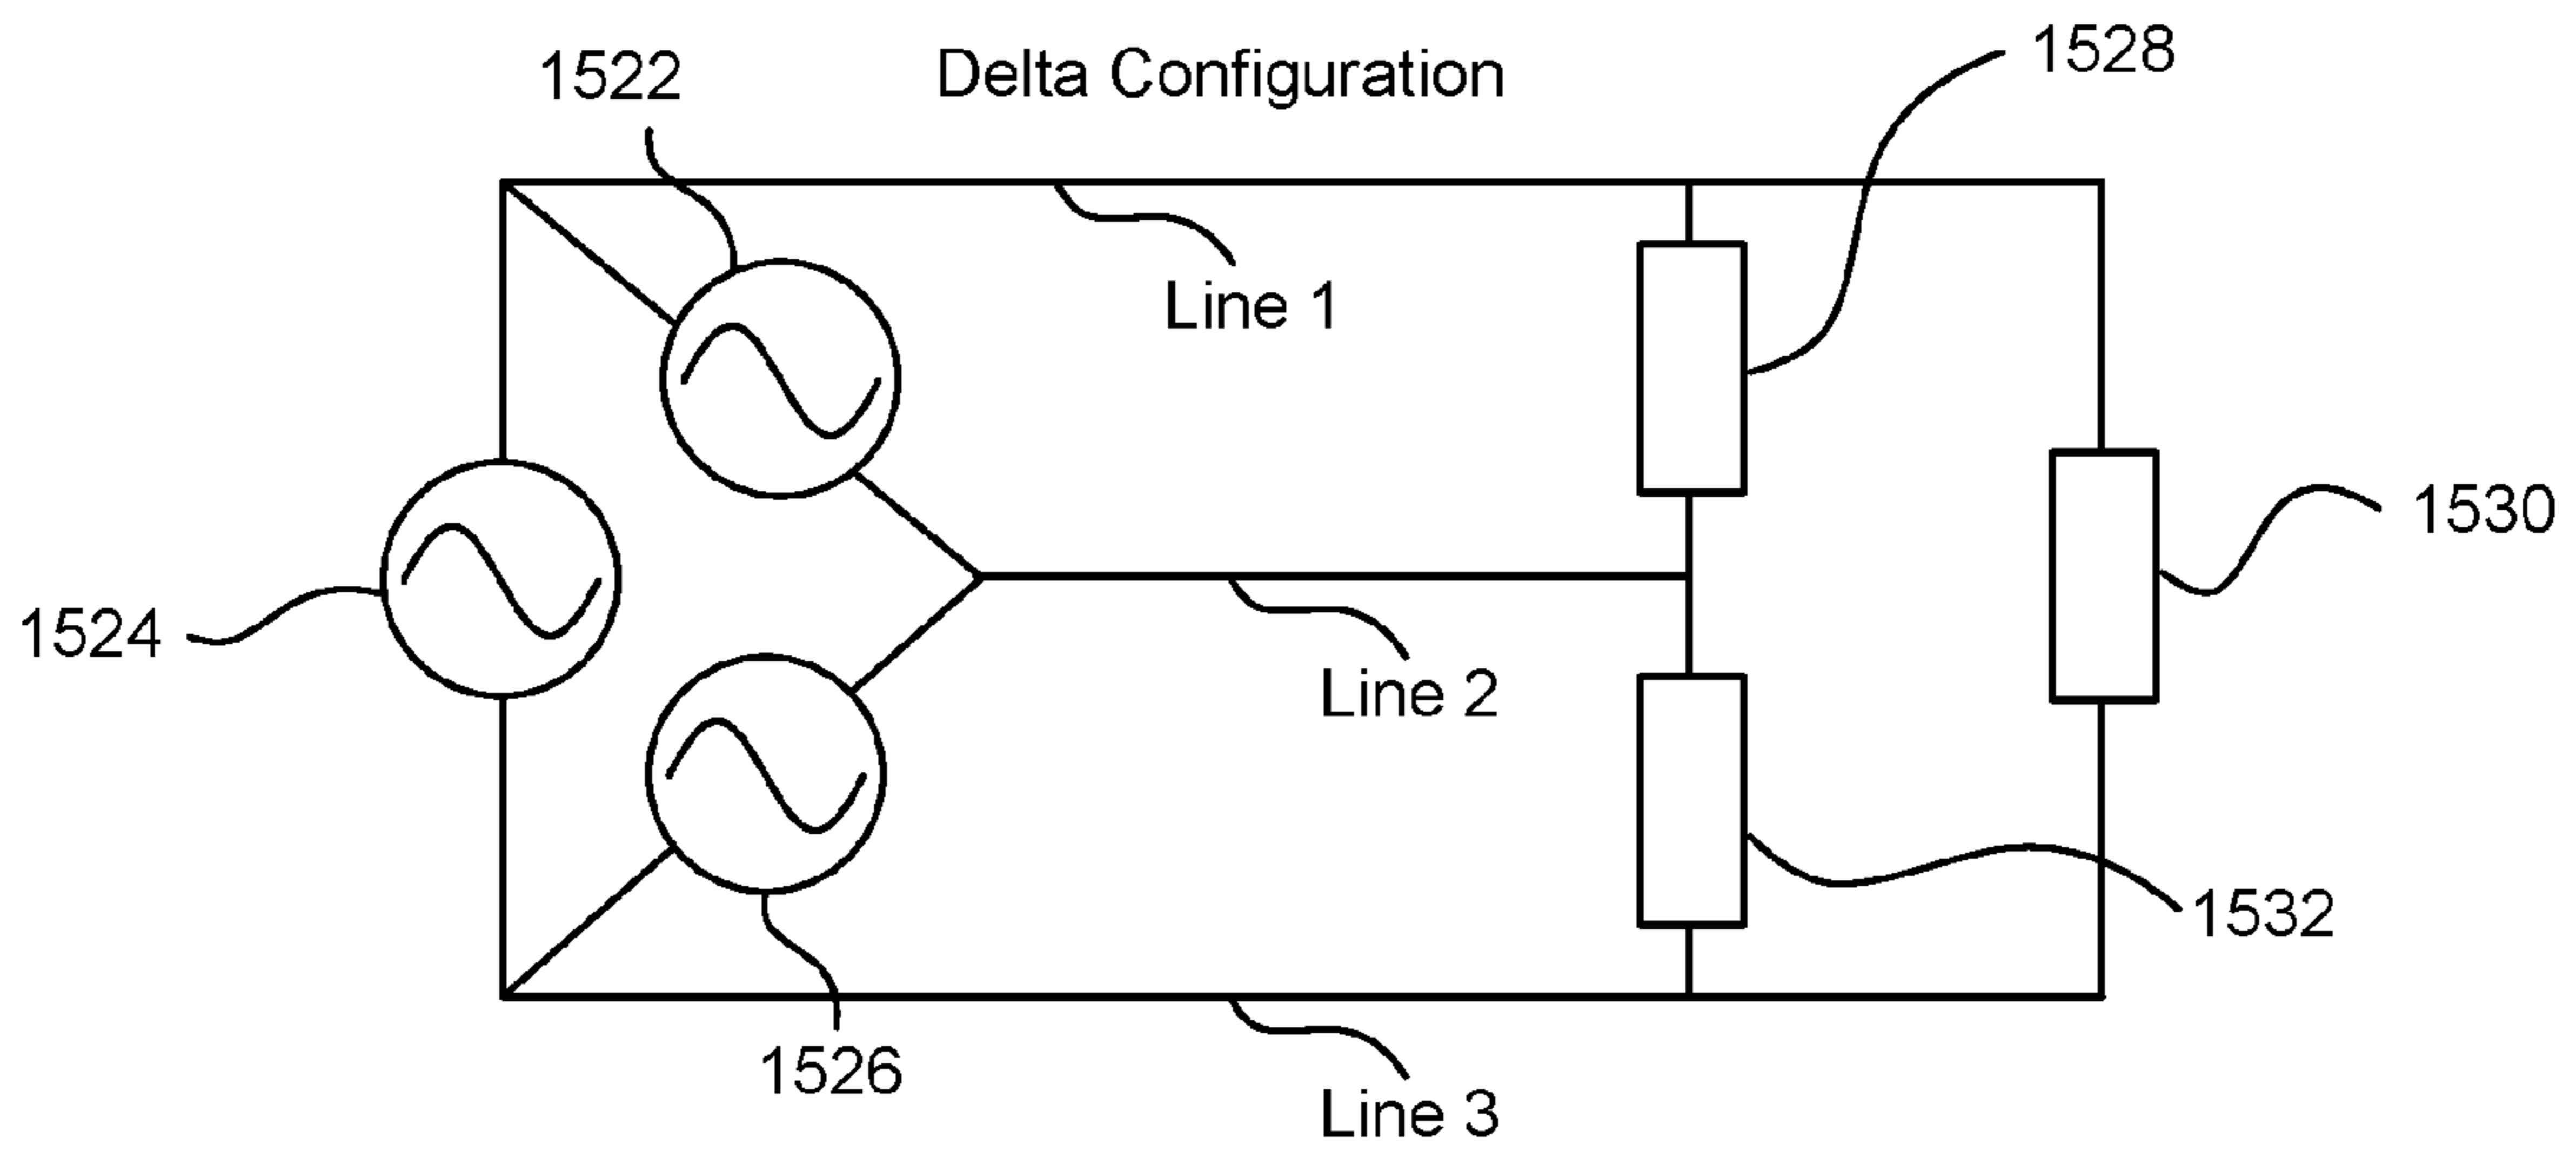 1522
Delta Configuration
1528
Line 1
1530
1524
Line 2
1532
1526
Line 3